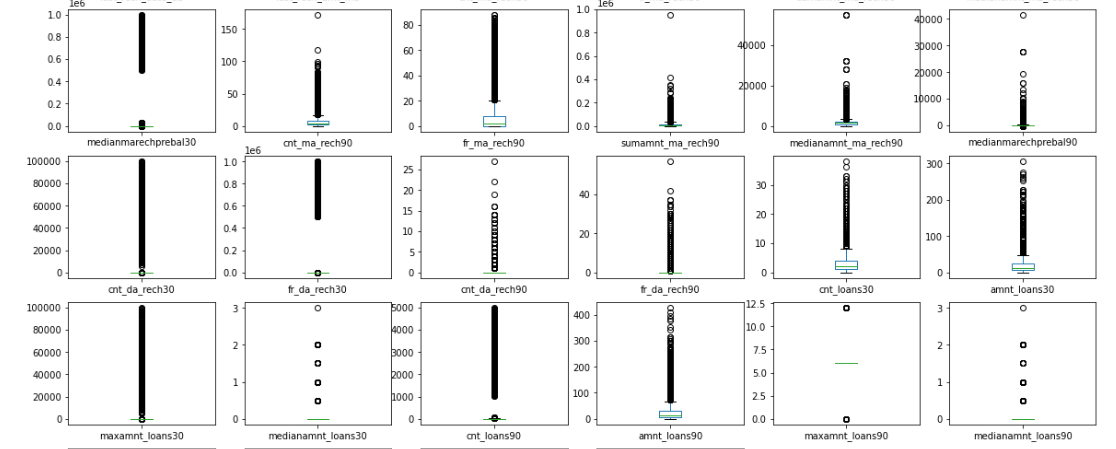 1e6 1e6
1.0 0.8 0.6 0.4 0.2 0.0 150 100 50 0 80 60 40 20 0 1.0 0.8 0.6 0.4 0.2 0.0 40000 20000 0 40000 30000 20000 10000 0
medianmarechprebal30 cnt_ma_rech90 fr_ma_rech90 sumamnt_ma_rech90 medianamnt_ma_rech90 medianmarechprebal90
1e6
100000 80000 60000 40000 20000 0 1.0 0.8 0.6 0.4 0.2 0.0 25 20 15 10 5 0 40 20 0 30 20 10 0 300 200 100 0
cnt_da_rech30 fr_da_rech30 cnt_da_rech90 fr_da_rech90 cnt_loans30 amnt_loans30
100000 80000 60000 40000 20000 0 3 2 1 0 5000 4000 3000 2000 1000 0 400 300 200 100 0 12.5 10.0 7.5 5.0 2.5 0.0 3 2 1 0
maxamnt_loans30 medianamnt_loans30 cnt_loans90 amnt_loans90 maxamnt_loans90 medianamnt_loans90